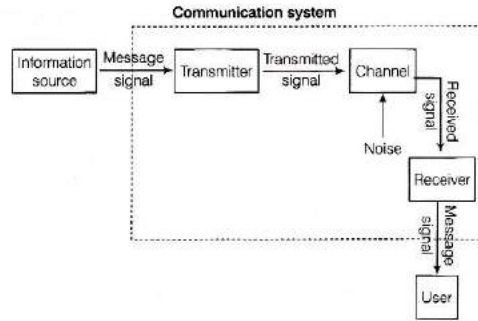 Communication system
Information
source
Message
signal
Transmitter
Transmitted
signal
Channel
Received
signal
Noise
Receiver
Message
signal
User